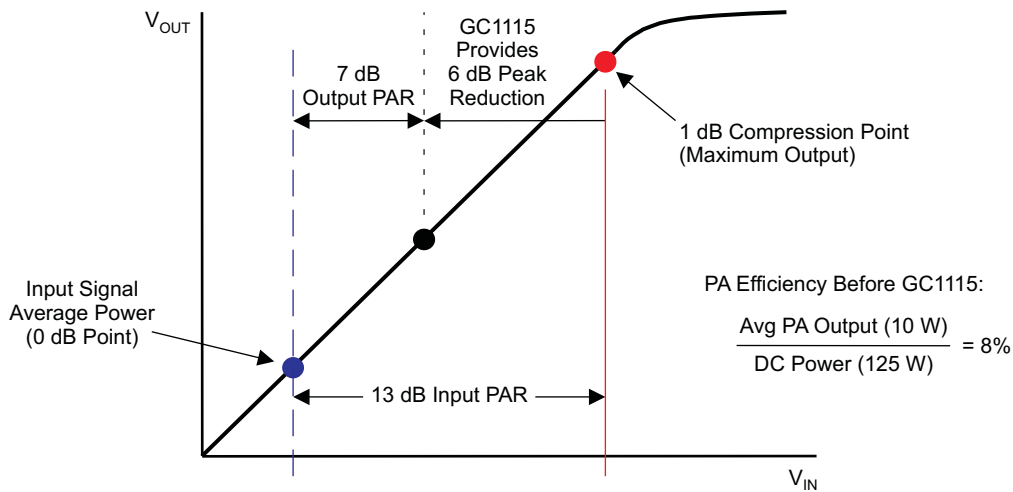 V_OUT
GC1115
Provides
6 dB Peak
Reduction
7 dB
Output PAR
1 dB Compression Point
(Maximum Output)
Input Signal
Average Power
(0 dB Point)
PA Efficiency Before GC1115:
Avg PA Output (10 W)
DC Power (125 W)
= 8%
13 dB Input PAR
V_IN